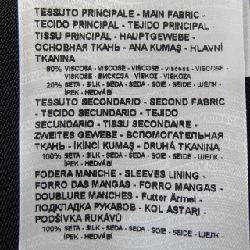 TESSUTO PRINCIPALE - MAIN FABRIC -
TECIDO PRINCIPAL - TEJIDO PRINCIPAL -
TISSU PRINCIPAL - HAUPTGEWEBE -
ОСНОВНАЯ ТКАНЬ - ANA KUMAŞ - HLAVNÍ
TKANINA
80% VISCOSA - VISCOSE - VISCOSE
VISCOSE - ВИСКОЗА - VİSKOZ - VISKÓZA
20% SETA - SILK - SEDA - SEDA - SOIE - SEIDE - ШЕЛК -
İPEK - HEDVÁBÍ
TESSUTO SECONDARIO - SECOND FABRIC
- TECIDO SECUNDARIO - TEJIDO
SECUNDARIO - TISSU SECONDAIRE -
ZWEITES GEWEBE - ВСПОМОГАТЕЛЬНАЯ
ТКАНЬ - İKİNCİ KUMAŞ - DRUHÁ TKANINA
100% SETA - SILK - SEDA - SEDA - SOIE - SEIDE - ШЕЛК -
İPEK - HEDVÁBÍ
FODERA MANICHE - SLEEVES LINING -
FORRO DAS MANGAS - FORRO MANGAS -
DOUBLURE MANCHES - Futter Ärmel -
ПОДКЛАДКА РУКАВОВ - KOL ASTARI -
PODŠÍVKA RUKÁVŮ
100% SETA - SILK - SEDA - SEDA - SOIE - SEIDE - ШЕЛК -
İPEK - HEDVÁBÍ